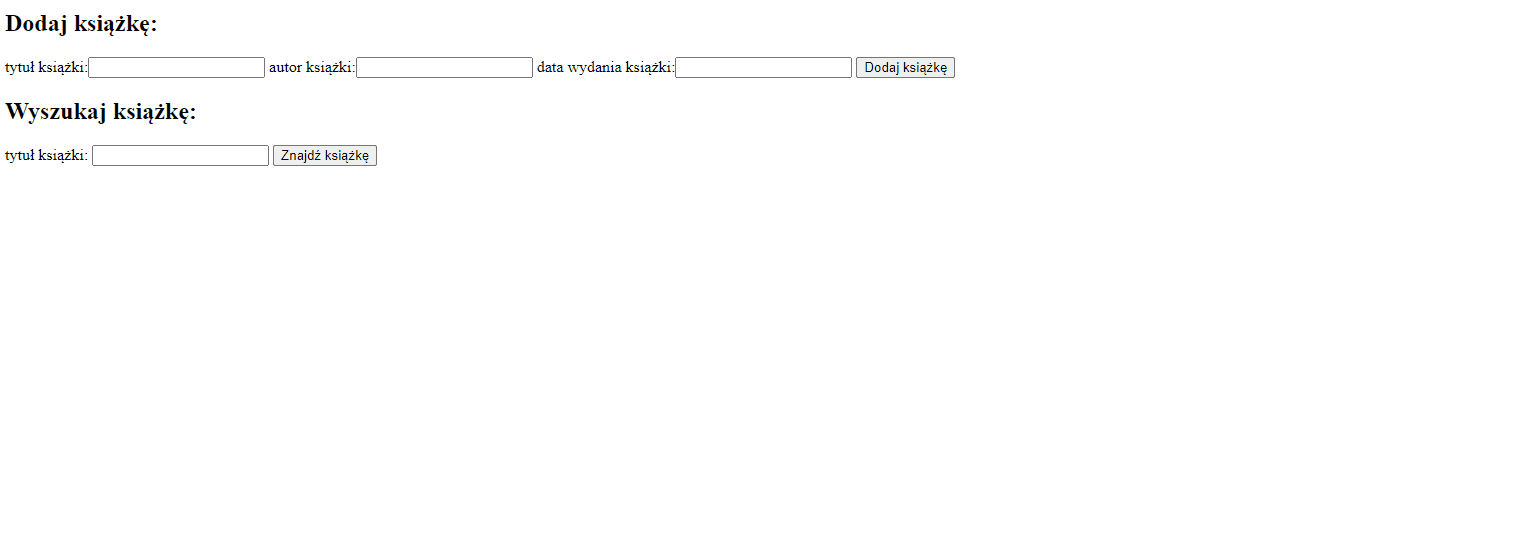 Dodaj książkę:
tytuł książki: autor książki: data wydania książki: Dodaj książkę
Wyszukaj książkę:
tytuł książki: Znajdź książkę